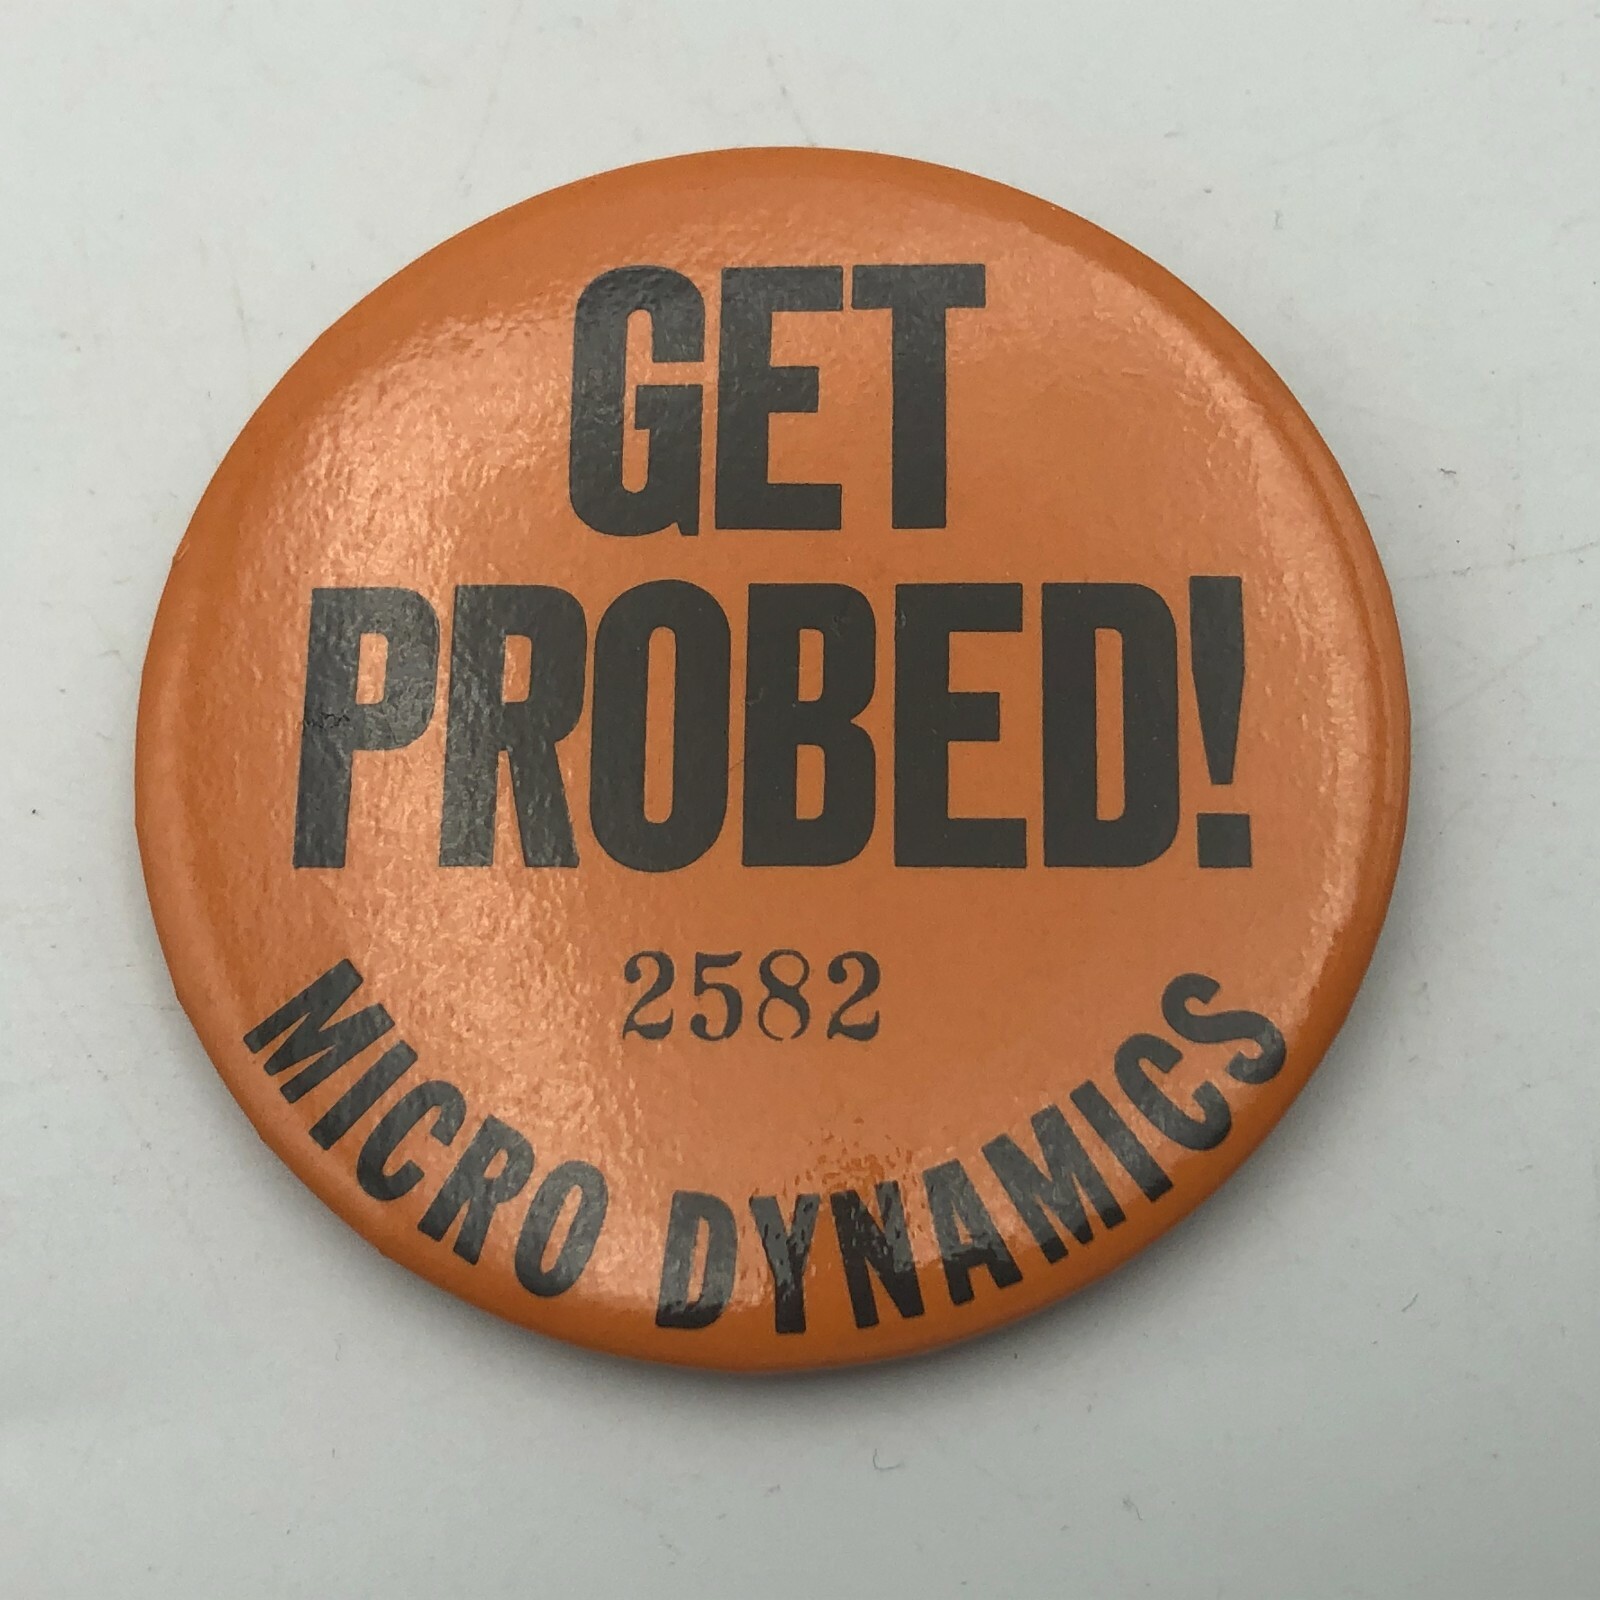 GET
PROBED!
2582
MICRO DYNAMICS